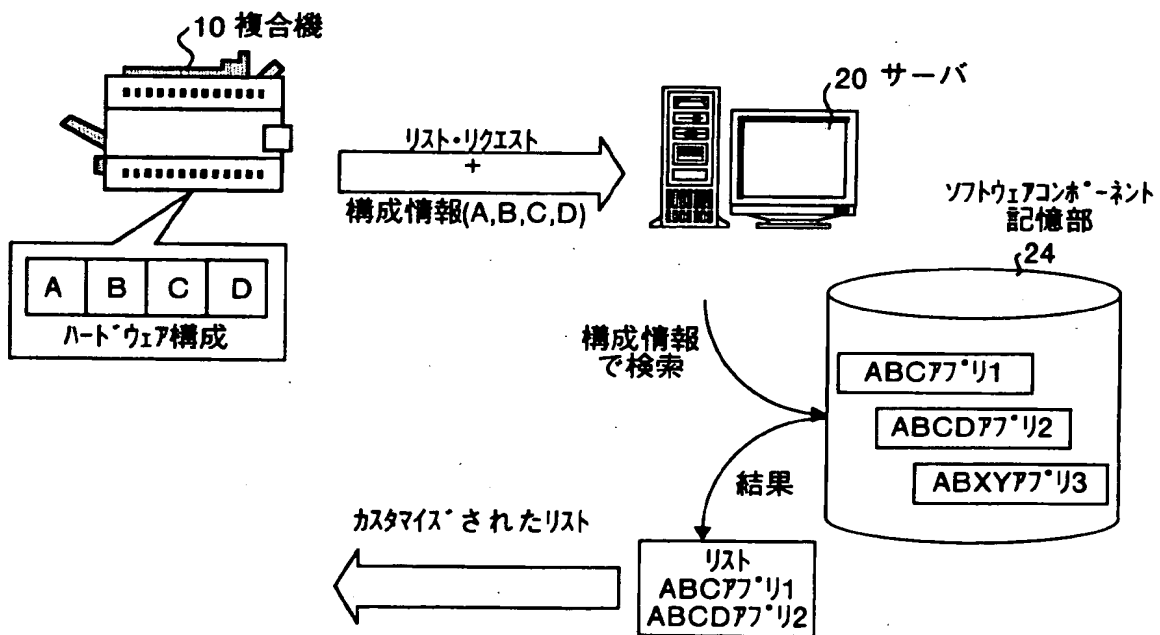 10 複合機
20 サーバ
リスト・リクエスト
+
構成情報(A,B,C,D)
ソフトウェアコンポーネント
記憶部
24
A B C D
ハードウェア構成
構成情報
で検索
ABCアプリ1
ABCDアプリ2
ABXYアプリ3
結果
カスタマイズされたリスト
リスト
ABCアプリ1
ABCDアプリ2